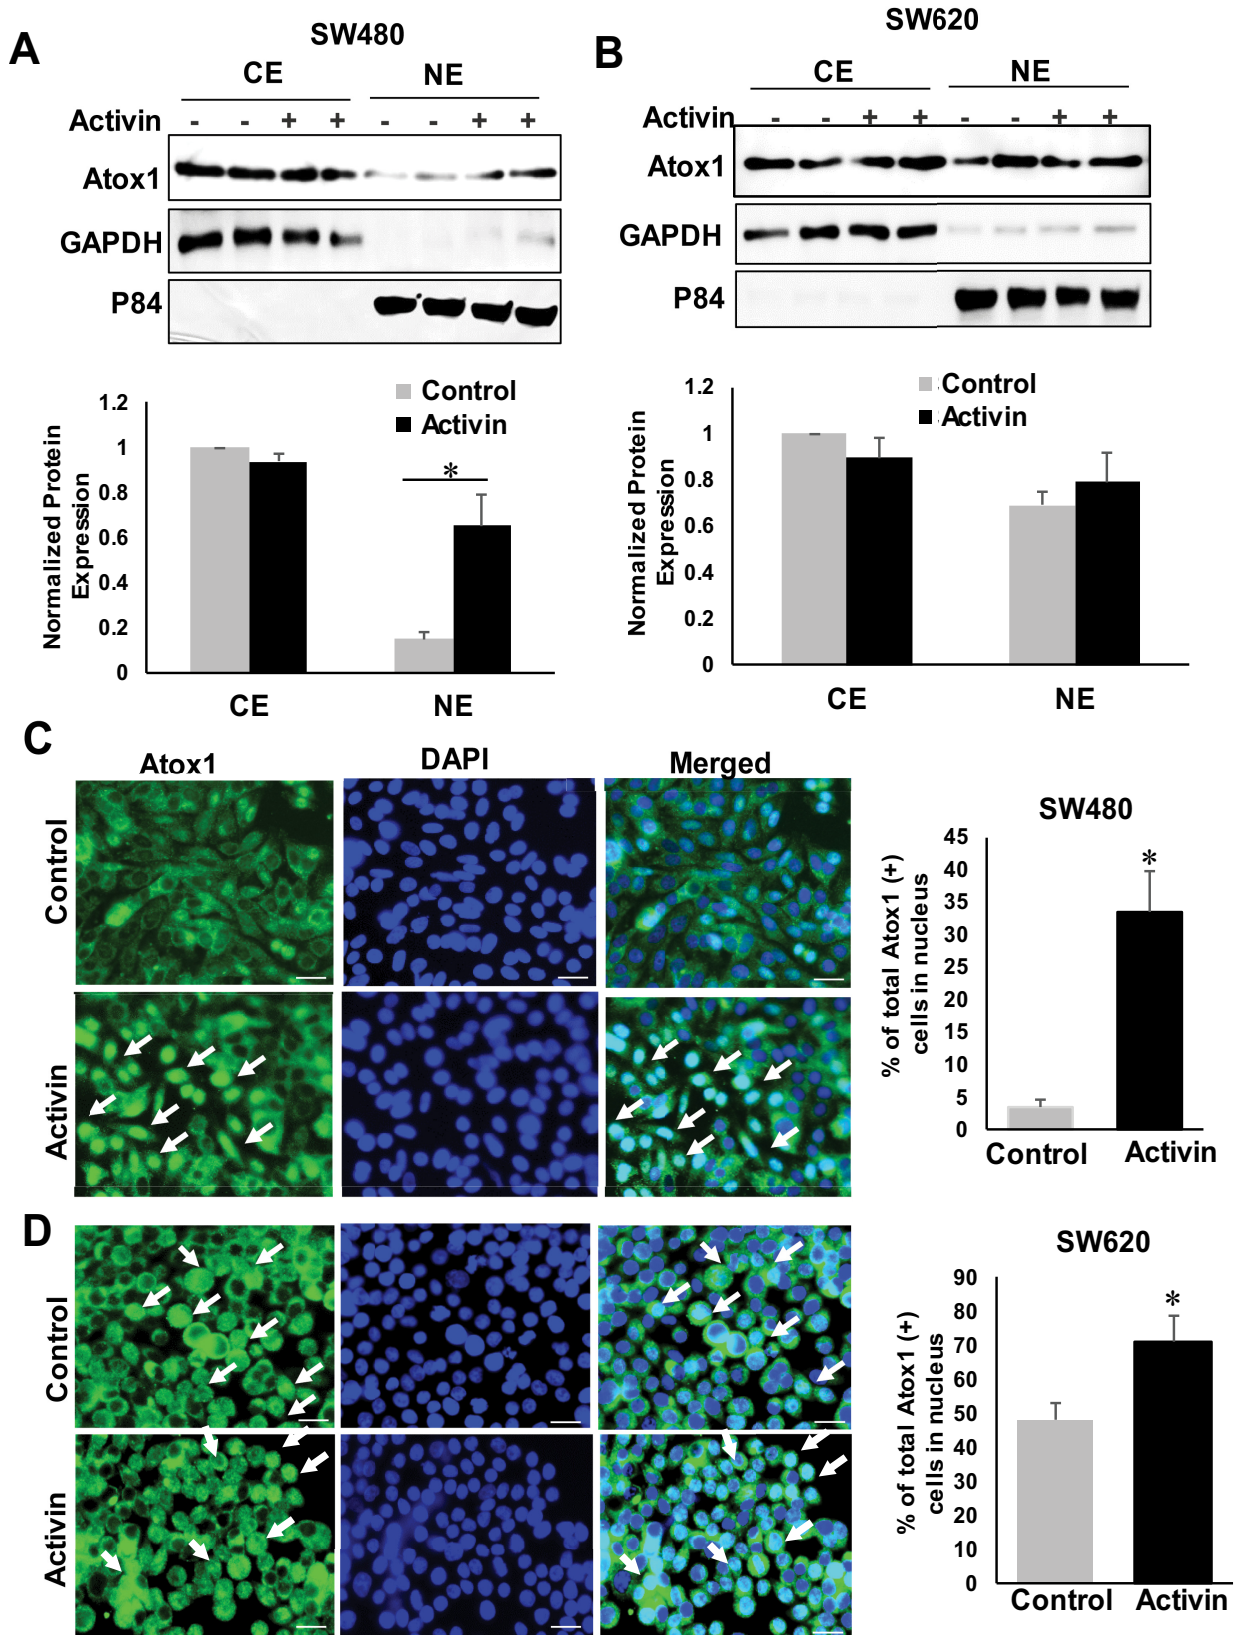 A
SW480
CE NE
Activin - - + + - - + +
Atox1
GAPDH
P84
Control
Activin
Normalized Protein
Expression
1.2
1
0.8
0.6
0.4
0.2
0
*
CE NE
B
SW620
CE NE
Activin - - + + - - + +
Atox1
GAPDH
P84
Control
Activin
Normalized Protein
Expression
1.2
1
0.8
0.6
0.4
0.2
0
CE NE
C
Atox1 DAPI Merged
Control
Activin
SW480
% of total Atox1 (+)
cells in nucleus
45
40
35
30
25
20
15
10
5
0
*
Control Activin
D
Control
Activin
SW620
% of total Atox1 (+)
cells in nucleus
90
80
70
60
50
40
30
20
10
0
*
Control Activin